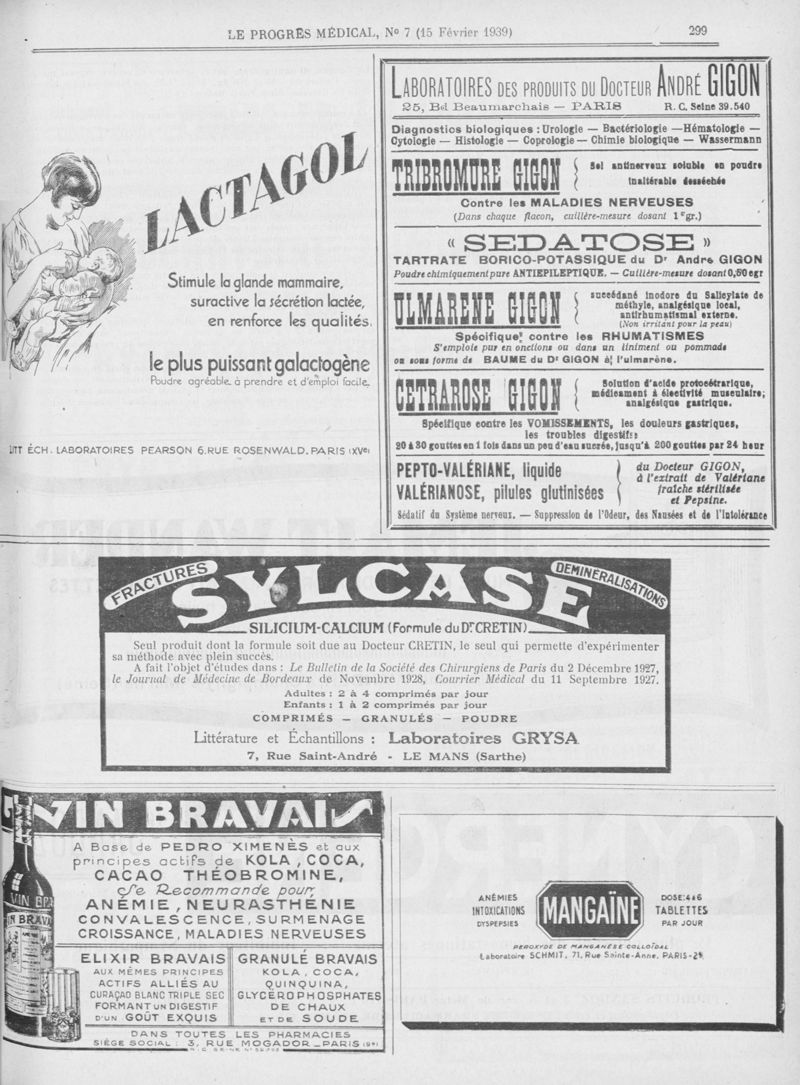 LE PROGRÈS MÉDICAL, No 7 (15 Février 1939)
299
LACTAGOL
Stimule la glande mammaire,
suractive la sécrétion lactée,
en renforce les qualités.
le plus puissant galactogène
Poudre agréable à prendre et d'emploi facile.
LITT ÉCH. LABORATOIRES PEARSON 6.RUE ROSENWALD.PARIS (XVe)
LABORATOIRES DES PRODUITS DU DOCTEUR ANDRÉ GIGON
25, Bd Beaumarchais — PARIS R. C. Seine 39.540
Diagnostics biologiques : Urologie — Bactériologie —Hématologie —
Cytologie — Histologie — Coprologie — Chimie biologique — Wassermann
TRIBROMURE GIGON
Sel antinerveux soluble en poudre
inaltérable desséchée
Contre les MALADIES NERVEUSES
(Dans chaque flacon, cuillère-mesure dosant 1 gr.)
« SEDATOSE »
TARTRATE BORICO-POTASSIQUE du Dr Andre GIGON
Poudre chimiquement pure ANTIEPILEPTIQUE. — Cuillère-mesure dosant 0,50 egr
ULMARENE GIGON
succédané inodore du Salicylate de
méthyle, analgésique local,
antirhumatismal externe.
(Non irritant pour la peau)
Spécifique contre les RHUMATISMES
S'emploie pur en onctions ou dans un liniment ou pommade
ou sous forme de BAUME du Dr GIGON à l'ulmarène.
CETRAROSE GIGON
Solution d'acide protocétrarique,
médicament à électivité musculaire;
analgésique gastrique.
Spécifique contre les VOMISSEMENTS, les douleurs gastriques,
les troubles digestifs:
20 à 30 gouttes en 1 fois dans un peu d'eau sucrée, jusqu'à 200 gouttes par 24 heur
PEPTO-VALÉRIANE, liquide
VALÉRIANOSE, pilules glutinisées
du Docteur GIGON,
à l'extrait de Valériane
fraîche stérilisée
et Pepsine.
Sédatif du Système nerveux. — Suppression de l'Odeur, des Nausées et de l'Intolérance
FRACTURES
SYLCASE
DEMINERALISATIONS
SILICIUM-CALCIUM (Formule du Dr. CRETIN)
Seul produit dont la formule soit due au Docteur CRETIN, le seul qui permette d'expérimenter
sa méthode avec plein succès.
A fait l'objet d'études dans : Le Bulletin de la Société des Chirurgiens de Paris du 2 Décembre 1927,
le Journal de Médecine de Bordeaux de Novembre 1928, Courrier Médical du 11 Septembre 1927.
Adultes : 2 à 4 comprimés par jour
Enfants : 1 à 2 comprimés par jour
COMPRIMÉS — GRANULÉS — POUDRE
Littérature et Échantillons : Laboratoires GRYSA
7, Rue Saint-André - LE MANS (Sarthe)
VIN BRAVAIS
A Base de PEDRO XIMENÈS et aux
principes actifs de KOLA, COCA,
CACAO THÉOBROMINE,
Se Recommande pour
ANÉMIE, NEURASTHÉNIE
CONVALESCENCE, SURMENAGE
CROISSANCE, MALADIES NERVEUSES
VIN BRA
VIN BRAVAI
ELIXIR BRAVAIS
AUX MÊMES PRINCIPES
ACTIFS ALLIÉS AU
CURAÇAO BLANC TRIPLE SEC
FORMANT UN DIGESTIF
D'UN GOÛT EXQUIS
GRANULÉ BRAVAIS
KOLA, COCA,
QUINQUINA,
GLYCÉROPHOSPHATES
DE CHAUX
ET DE SOUDE
DANS TOUTES LES PHARMACIES
SIÈGE SOCIAL : 3, RUE MOGADOR _ PARIS (9e)
ANÉMIES
INTOXICATIONS
DYSPEPSIES
MANGAÏNE
DOSE: 4 à 6
TABLETTES
PAR JOUR
PEROXYDE DE MANGANÈSE COLLOÏDAL
Laboratoire SCHMIT, 71, Rue Sainte-Anne, PARIS-2e